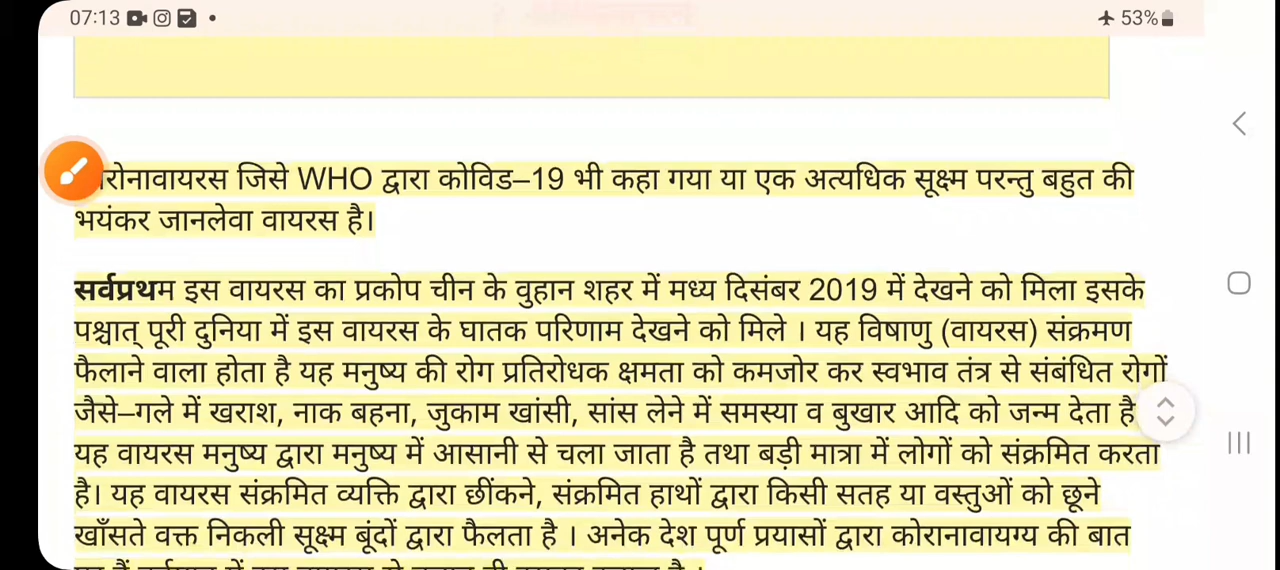 07:13
53%
रोनावायरस जिसे WHO द्वारा कोविड–19 भी कहा गया या एक अत्यधिक सूक्ष्म परन्तु बहुत की
भयंकर जानलेवा वायरस है।
सर्वप्रथम इस वायरस का प्रकोप चीन के वुहान शहर में मध्य दिसंबर 2019 में देखने को मिला इसके
पश्चात् पूरी दुनिया में इस वायरस के घातक परिणाम देखने को मिले । यह विषाणु (वायरस) संक्रमण
फैलाने वाला होता है यह मनुष्य की रोग प्रतिरोधक क्षमता को कमजोर कर स्वभाव तंत्र से संबंधित रोगों
जैसे–गले में खराश, नाक बहना, जुकाम खांसी, सांस लेने में समस्या व बुखार आदि को जन्म देता है
यह वायरस मनुष्य द्वारा मनुष्य में आसानी से चला जाता है तथा बड़ी मात्रा में लोगों को संक्रमित करता
है। यह वायरस संक्रमित व्यक्ति द्वारा छींकने, संक्रमित हाथों द्वारा किसी सतह या वस्तुओं को छूने
खाँसते वक्त निकली सूक्ष्म बूंदों द्वारा फैलता है । अनेक देश पूर्ण प्रयासों द्वारा कोरानावायग्य की बात